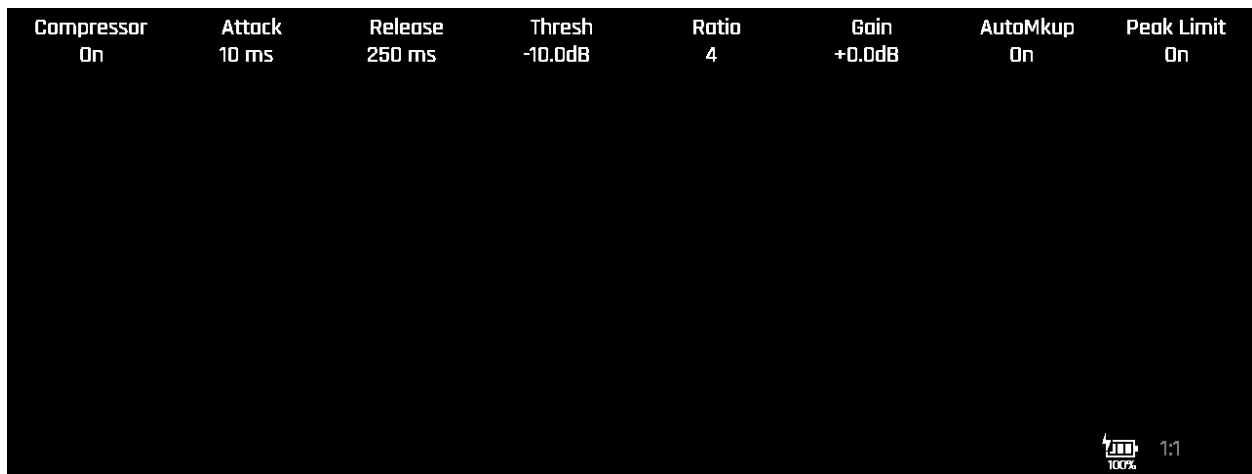 Compressor Attack Release Thresh Ratio Gain AutoMkup Peak Limit
On 10 ms 250 ms -10.0dB 4 +0.0dB On On
1:1
100%